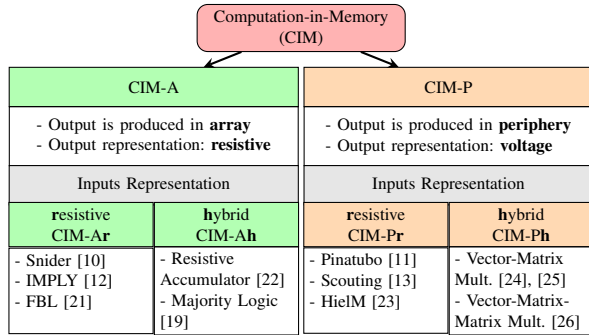 Computation-in-Memory
(CIM)
CIM-A
- Output is produced in array
- Output representation: resistive
Inputs Representation
resistive
CIM-Ar
- Snider [10]
- IMPLY [12]
- FBL [21]
hybrid
CIM-Ah
- Resistive
Accumulator [22]
- Majority Logic
[19]
CIM-P
- Output is produced in periphery
- Output representation: voltage
Inputs Representation
resistive
CIM-Pr
- Pinatubo [11]
- Scouting [13]
- HielM [23]
hybrid
CIM-Ph
- Vector-Matrix
Mult. [24], [25]
- Vector-Matrix-
Matrix Mult. [26]